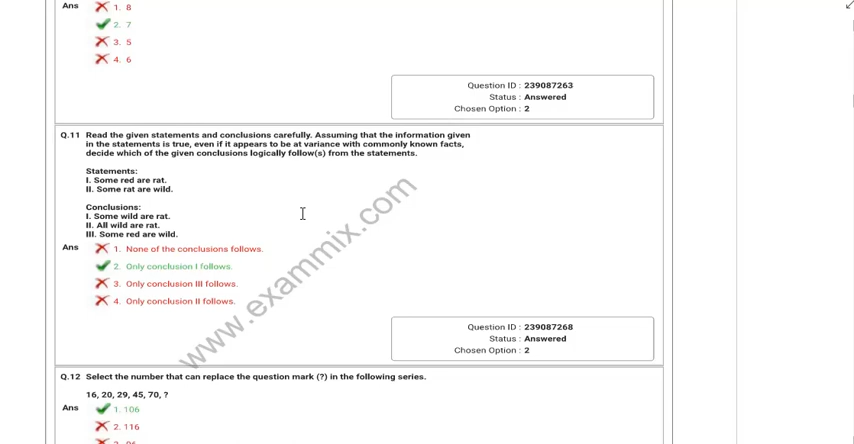 Ans 1. 8
2. 7
3. 5
4. 6
Question ID : 239087263
Status : Answered
Chosen Option : 2
Q.11 Read the given statements and conclusions carefully. Assuming that the information given
in the statements is true, even if it appears to be at variance with commonly known facts,
decide which of the given conclusions logically follow(s) from the statements.
Statements:
I. Some red are rat.
II. Some rat are wild.
Conclusions:
I. Some wild are rat.
II. All wild are rat.
III. Some red are wild.
Ans 1. None of the conclusions follows.
2. Only conclusion I follows.
3. Only conclusion III follows.
4. Only conclusion II follows.
www.exammix.com
Question ID : 239087268
Status : Answered
Chosen Option : 2
Q.12 Select the number that can replace the question mark (?) in the following series.
16, 20, 29, 45, 70, ?
Ans 1. 106
2. 116